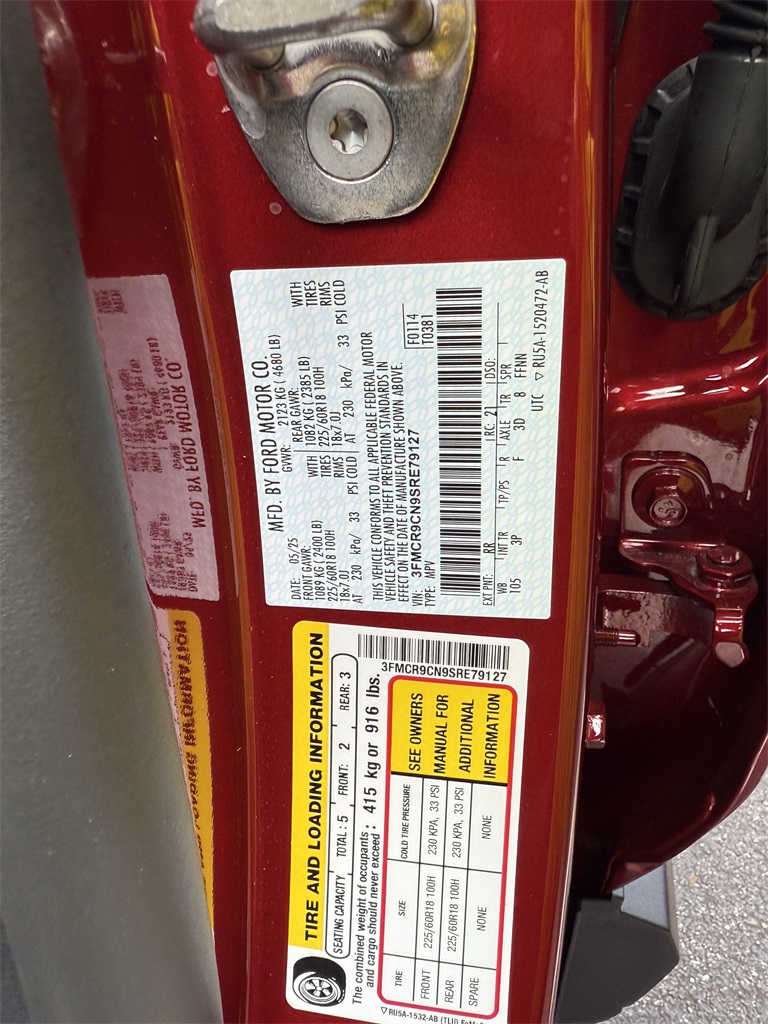 MFD. BY FORD MOTOR CO.
DATE: 05/25 GVWR: 2123 KG ( 4680 LB)
FRONT GAWR: REAR GAWR:
1089 KG (2400 LB) WITH 1082 KG ( 2385 LB) WITH
225/60R18 100H TIRES 225/60R18 100H TIRES
18x7.0J RIMS 18x7.0J RIMS
AT 230 kPa/ 33 PSI COLD AT 230 kPa/ 33 PSI COLD
THIS VEHICLE CONFORMS TO ALL APPLICABLE FEDERAL MOTOR
VEHICLE SAFETY AND THEFT PREVENTION STANDARDS IN
EFFECT ON THE DATE OF MANUFACTURE SHOWN ABOVE.
VIN: 3FMCR9CN9SRE79127 F0114
TYPE: MPV T0381
EXT PNT: RR RC: 21 DSO:
WB INT TR TP/PS R AXLE TR SPR
105 3P F 3D 8 FFNN
UTC ▽ RU5A-1520472-AB
TIRE AND LOADING INFORMATION
SEATING CAPACITY TOTAL : 5 FRONT: 2 REAR: 3
The combined weight of occupants and cargo should never exceed : 415 kg or 916 lbs.
3FMCR9CN9SRE79127
TIRE SIZE COLD TIRE PRESSURE
FRONT 225/60R18 100H 230 KPA, 33 PSI
REAR 225/60R18 100H 230 KPA, 33 PSI
SPARE NONE NONE
SEE OWNERS
MANUAL FOR
ADDITIONAL
INFORMATION
▽ RU5A-1532-AB (TLU)